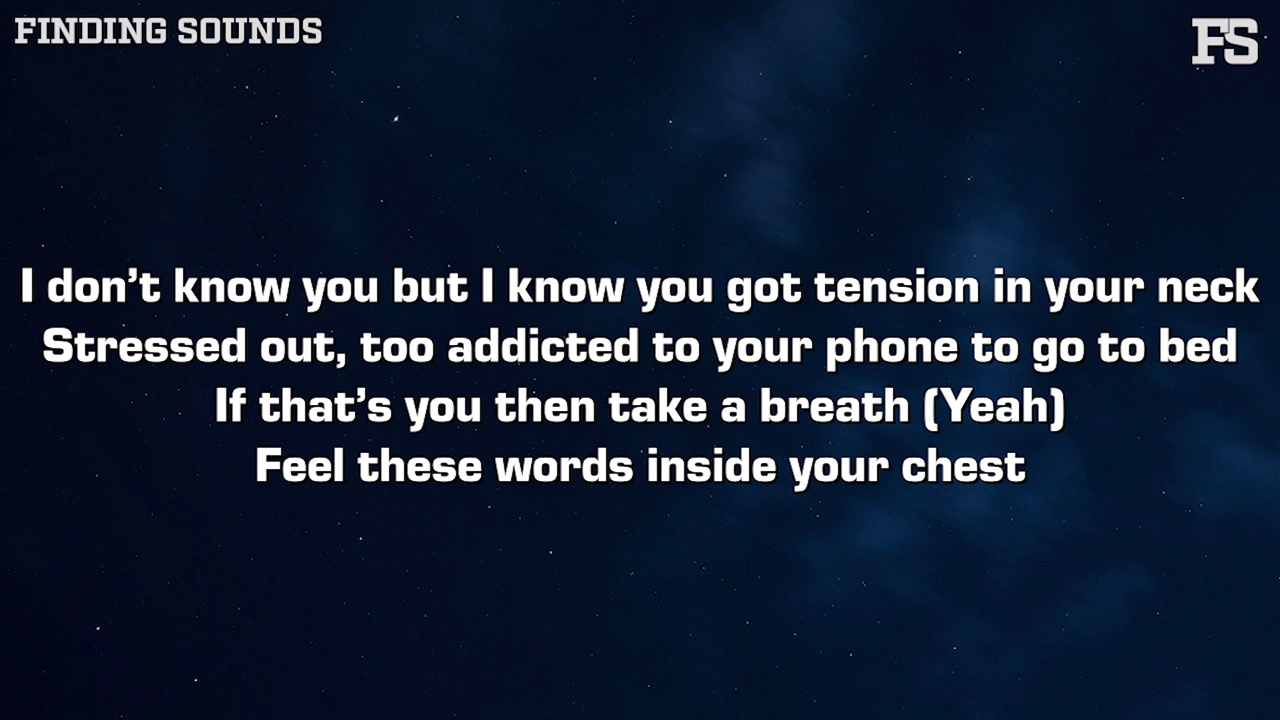 FINDING SOUNDS
FS
I don’t know you but I know you got tension in your neck
Stressed out, too addicted to your phone to go to bed
If that’s you then take a breath (Yeah)
Feel these words inside your chest